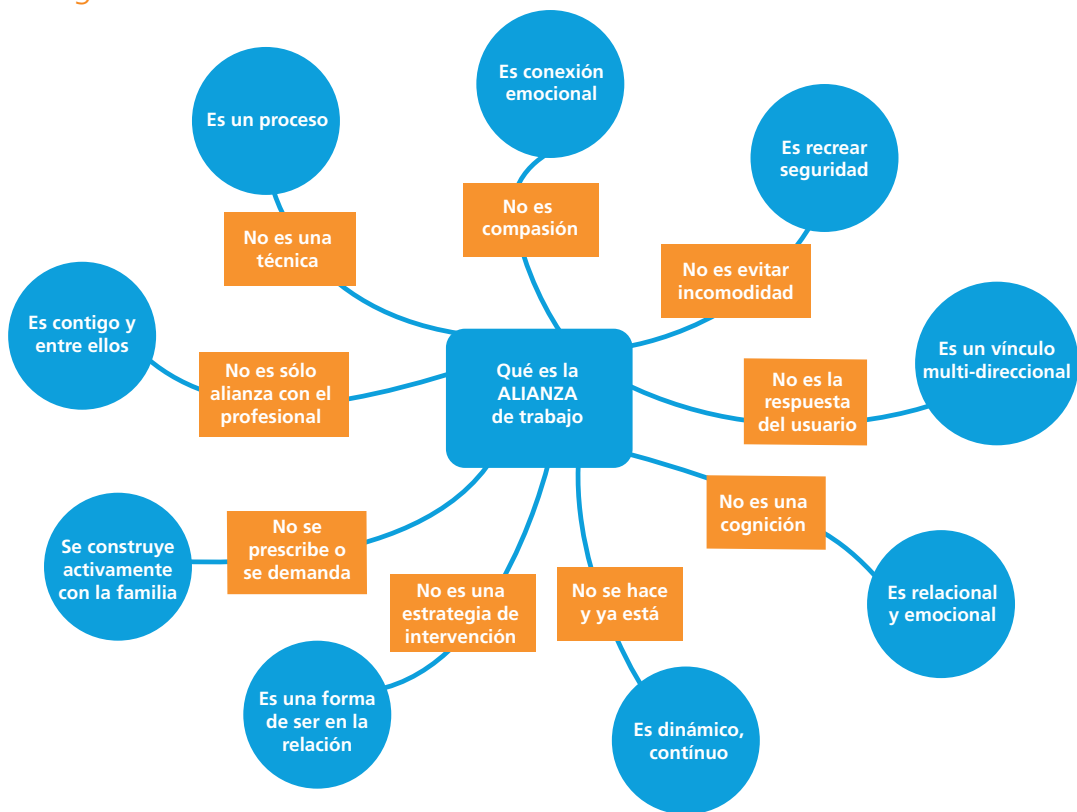 Es conexión
emocional
Es un proceso
Es recrear
seguridad
No es
compasión
No es una
técnica
No es evitar
incomodidad
Es contigo y
entre ellos
No es sólo
alianza con el
profesional
Qué es la
ALIANZA
de trabajo
No es la
respuesta
del usuario
Es un vínculo
multi-direccional
No es una
cognición
Se construye
activamente
con la familia
No se
prescribe o
se demanda
No es una
estrategia de
intervención
No se hace
y ya está
Es relacional
y emocional
Es una forma
de ser en la
relación
Es dinámico,
contínuo